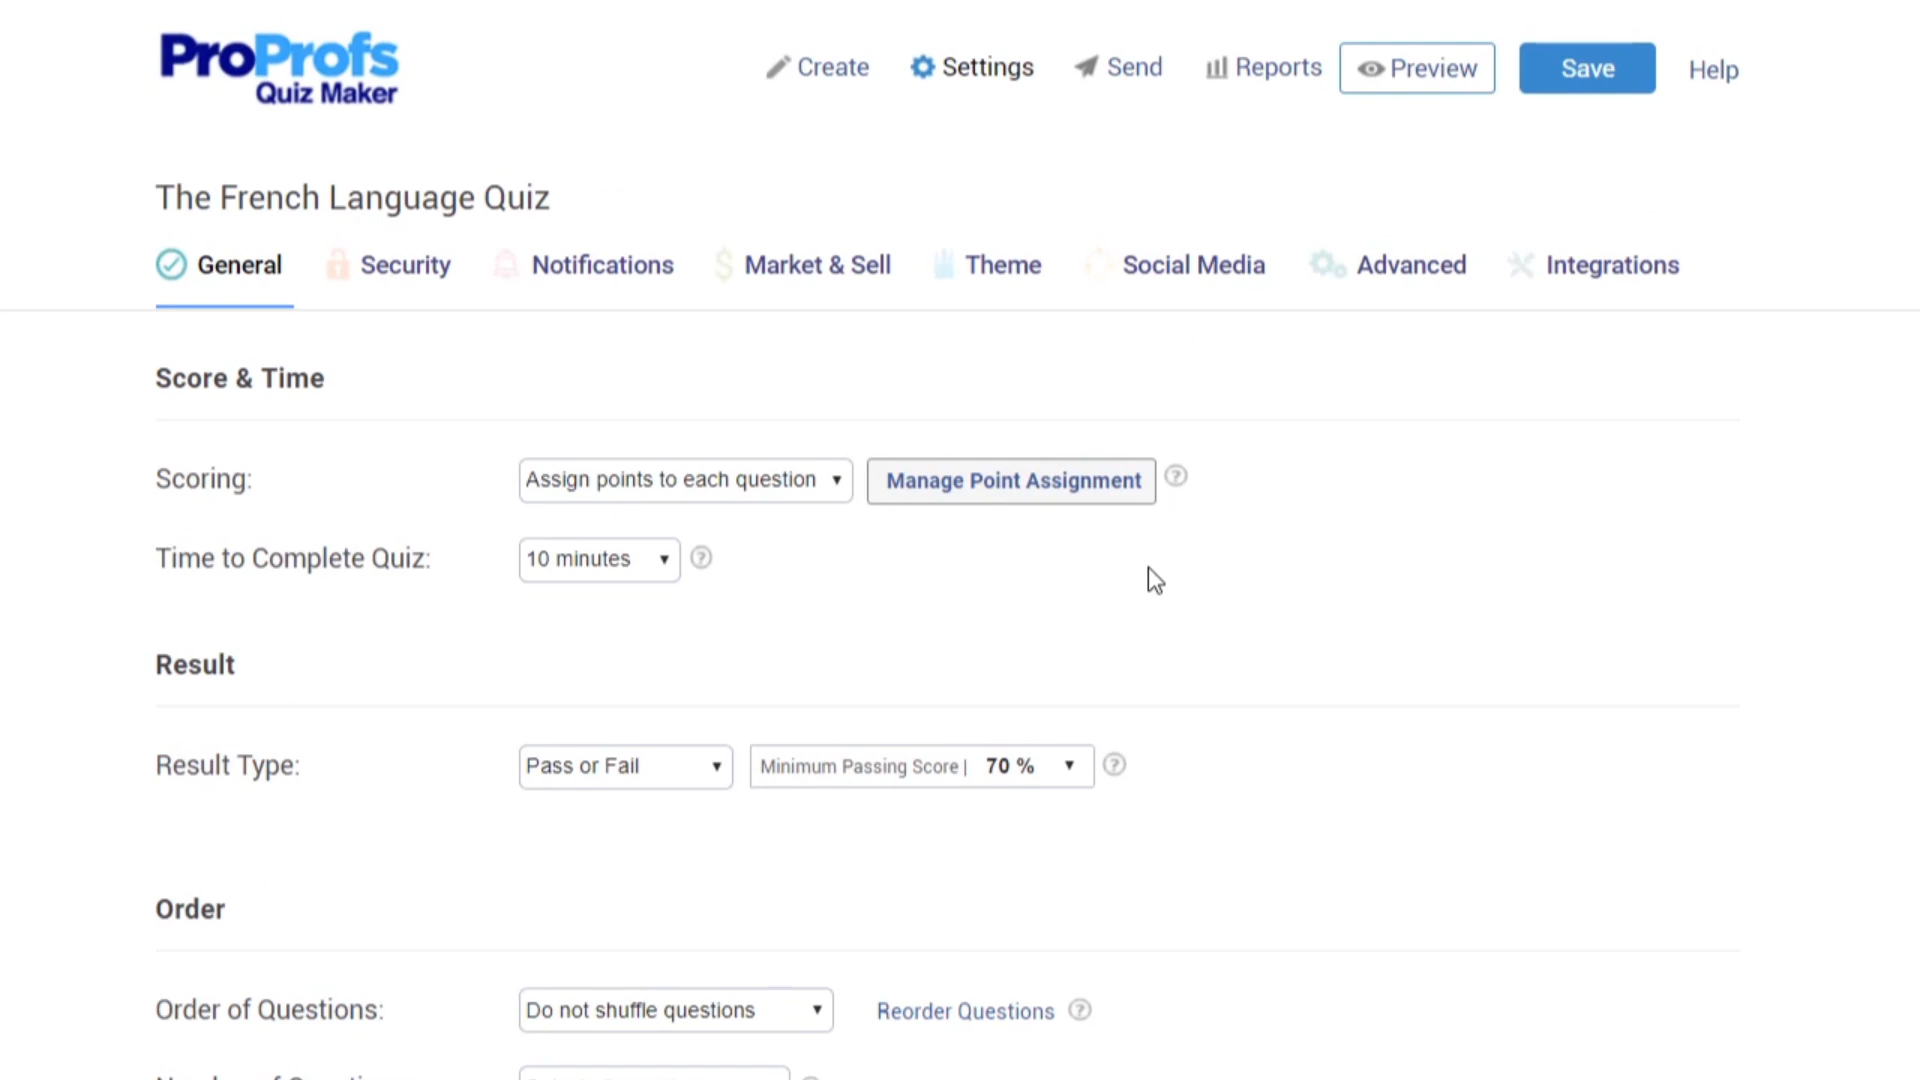 ProProfs
Quiz Maker
Create Settings Send Reports Preview Save Help
The French Language Quiz
General Security Notifications Market & Sell Theme Social Media Advanced Integrations
Score & Time
Scoring: Assign points to each question Manage Point Assignment ?
Time to Complete Quiz: 10 minutes ?
Result
Result Type: Pass or Fail Minimum Passing Score | 70 % ?
Order
Order of Questions: Do not shuffle questions Reorder Questions ?